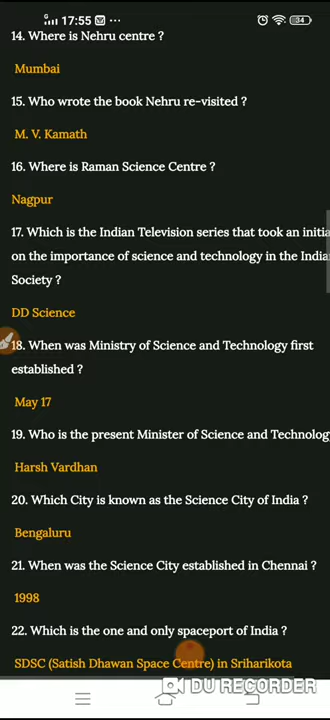 17:55 ... 34
14. Where is Nehru centre ?
Mumbai
15. Who wrote the book Nehru re-visited ?
M. V. Kamath
16. Where is Raman Science Centre ?
Nagpur
17. Which is the Indian Television series that took an initia
on the importance of science and technology in the India
Society ?
DD Science
18. When was Ministry of Science and Technology first
established ?
May 17
19. Who is the present Minister of Science and Technology
Harsh Vardhan
20. Which City is known as the Science City of India ?
Bengaluru
21. When was the Science City established in Chennai ?
1998
22. Which is the one and only spaceport of India ?
SDSC (Satish Dhawan Space Centre) in Sriharikota
DU RECORDER